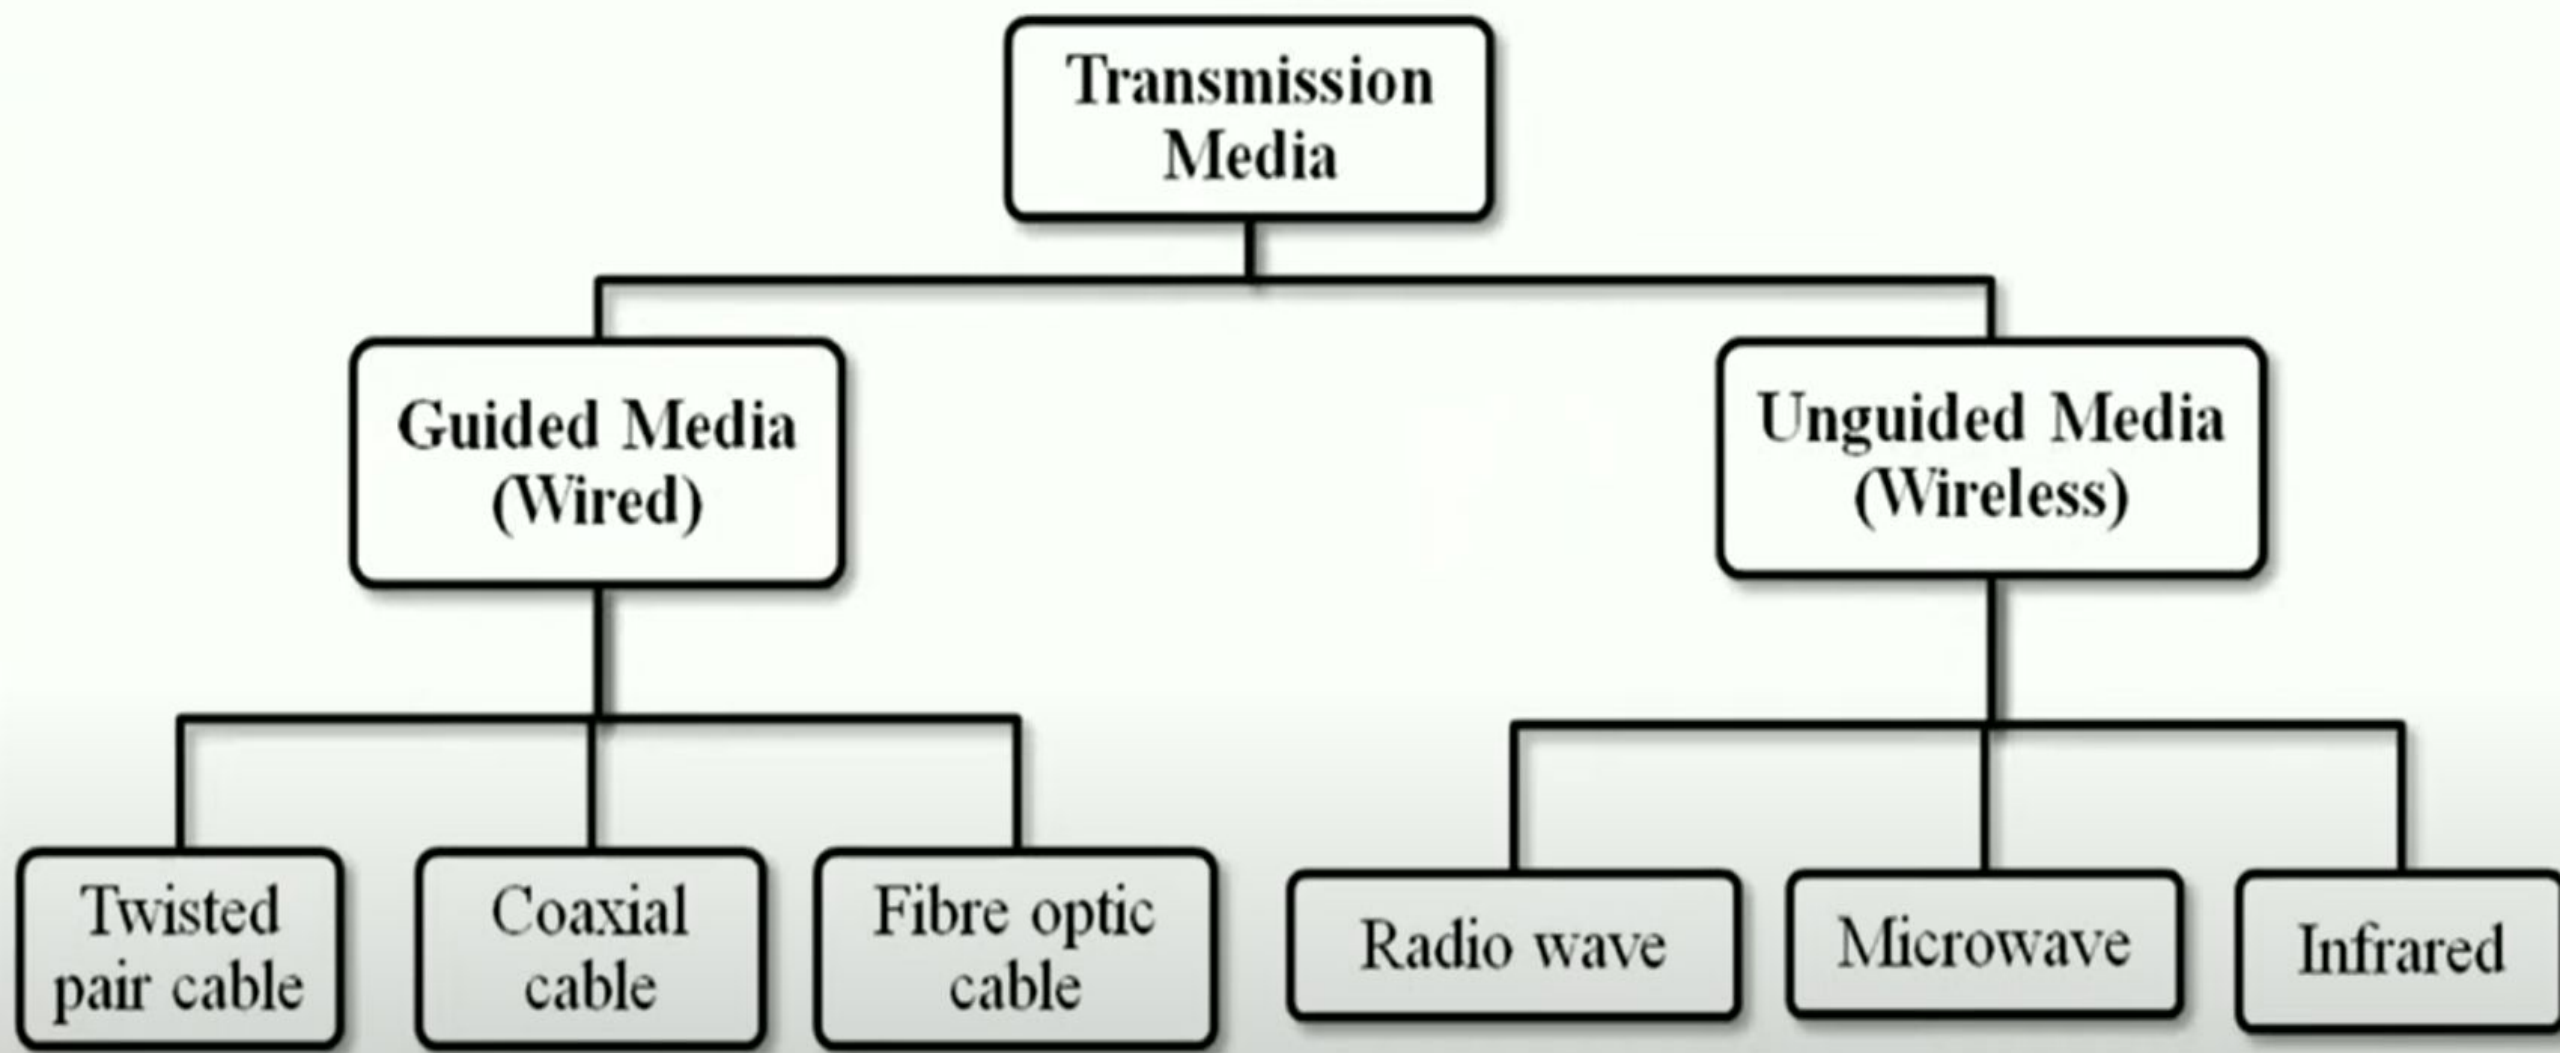 Transmission
Media
Guided Media
(Wired)
Unguided Media
(Wireless)
Twisted
pair cable
Coaxial
cable
Fibre optic
cable
Radio wave
Microwave
Infrared